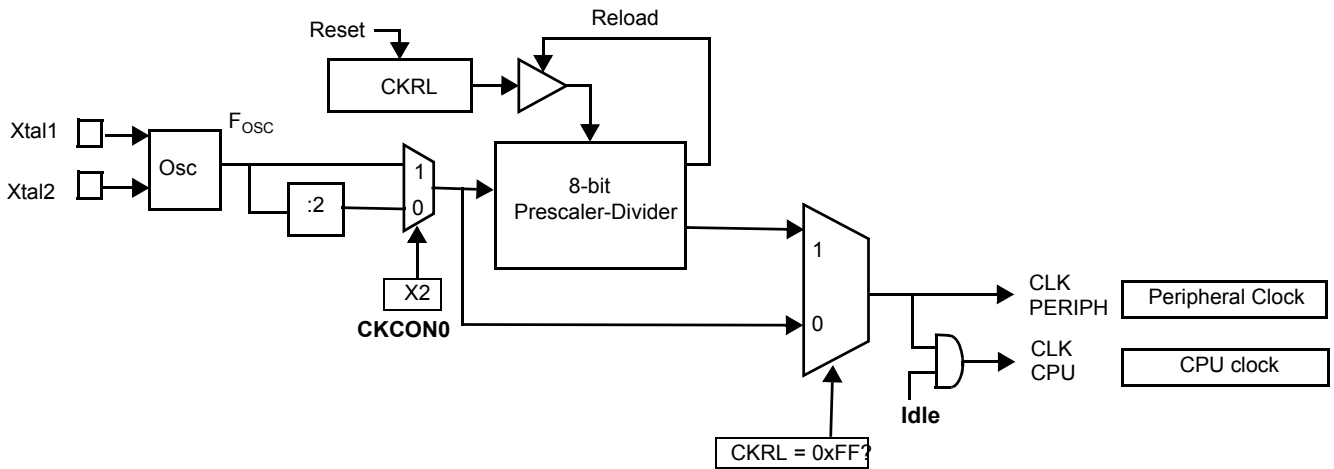 Reload
Reset
CKRL
Xtal1
Xtal2
Osc
FOSC
:2
1
0
X2
CKCON0
8-bit
Prescaler-Divider
1
0
CKRL = 0xFF?
CLK
PERIPH
Peripheral Clock
CLK
CPU
CPU clock
Idle